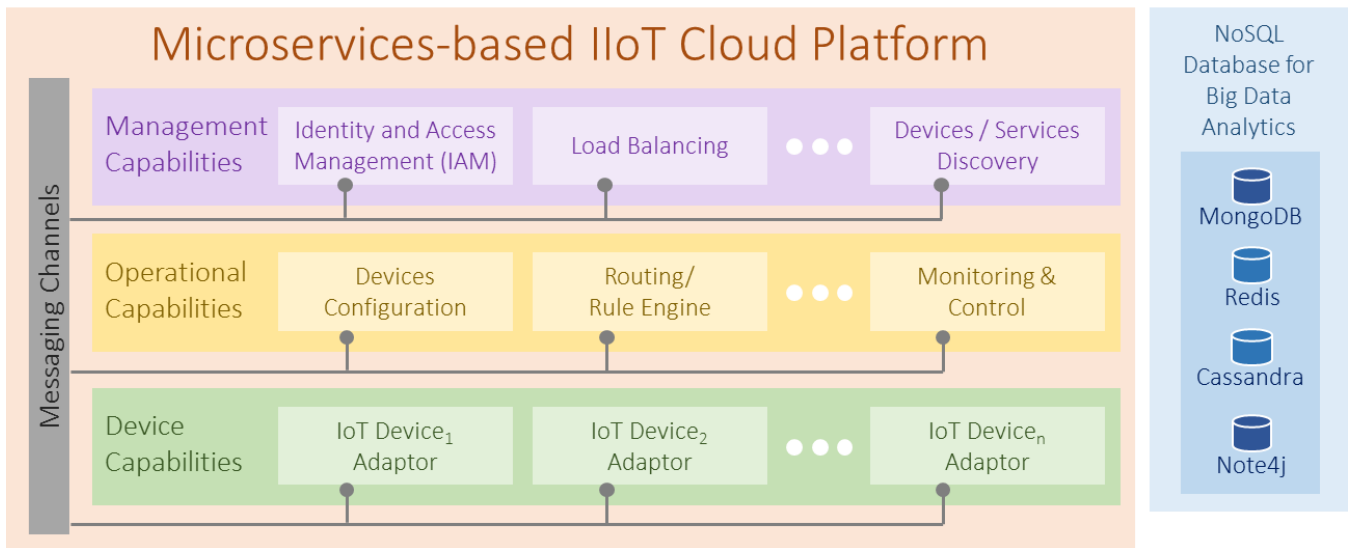 Microservices-based IIoT Cloud Platform
Messaging Channels
Management
Capabilities
Identity and Access
Management (IAM)
Load Balancing
Devices / Services
Discovery
Operational
Capabilities
Devices
Configuration
Routing/
Rule Engine
Monitoring &
Control
Device
Capabilities
IoT Device₁
Adaptor
IoT Device₂
Adaptor
IoT Deviceₙ
Adaptor
NoSQL
Database for
Big Data
Analytics
MongoDB
Redis
Cassandra
Note4j